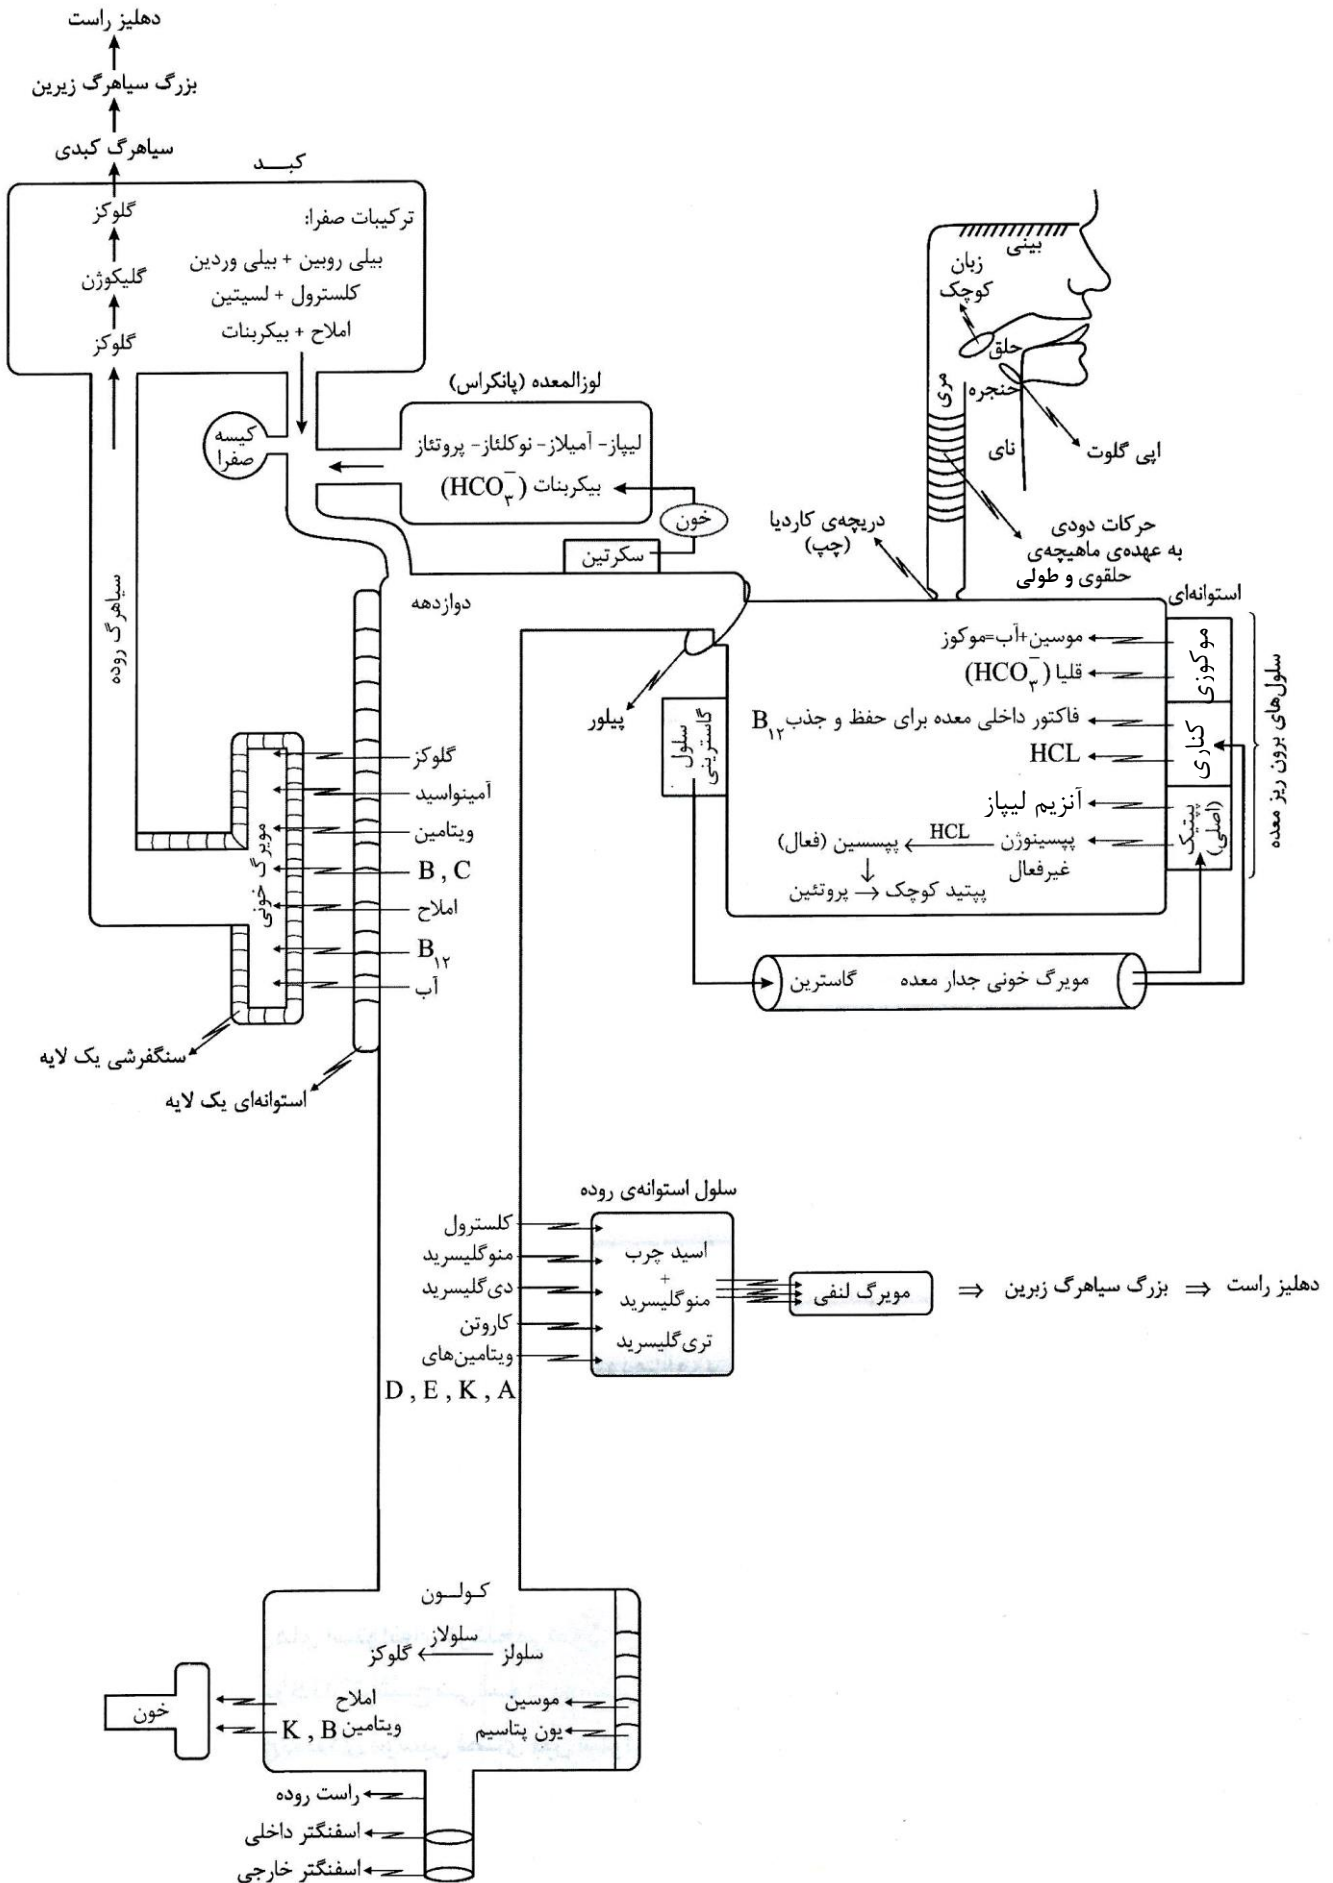 دهلیز راست
بزرگ سیاهرگ زیرین
سیاهرگ کبدی
کبـــد
گلوکز
گلیکوژن
گلوکز
ترکیبات صفرا:
بیلی روبین + بیلی وردین
کلسترول + لسیتین
املاح + بیکربنات
کیسه
صفرا
لوزالمعده (پانکراس)
لیپاز- آمیلاز- نوکلئاز- پروتئاز
بیکربنات (HCO₃⁻)
خون
سکرتین
بینی
زبان
کوچک
حلق
حنجره
مری
نای
اپی گلوت
حرکات دودی
به عهده‌ی ماهیچه‌ی
حلقوی و طولی
دریچه‌ی کاردیا
(چپ)
استوانه‌ای
موکوزی
کناری
پپتیک
(اصلی)
سلول‌های برون ریز معده
موسین+آب=موکوز
قلیا (HCO₃⁻)
فاکتور داخلی معده برای حفظ و جذب B₁₂
HCL
آنزیم لیپاز
پپسینوژن HCL پپسسین (فعال)
غیرفعال
پپتید کوچک → پروتئین
سلول
گاسترینی
پیلور
گاسترین
مویرگ خونی جدار معده
دوازدهه
سیاهرگ روده
مویرگ خونی
گلوکز
آمینواسید
ویتامین
B , C
املاح
B₁₂
آب
سنگفرشی یک لایه
استوانه‌ای یک لایه
سلول استوانه‌ی روده
کلسترول
منوگلیسرید
دی‌گلیسرید
کاروتن
ویتامین‌های
D , E , K , A
اسید چرب
+
منوگلیسرید
تری‌گلیسرید
مویرگ لنفی ⇒ بزرگ سیاهرگ زبرین ⇒ دهلیز راست
کـولــون
سلولز سلولاز گلوکز
املاح
ویتامین K , B
موسین
یون پتاسیم
خون
راست روده
اسفنگتر داخلی
اسفنگتر خارجی